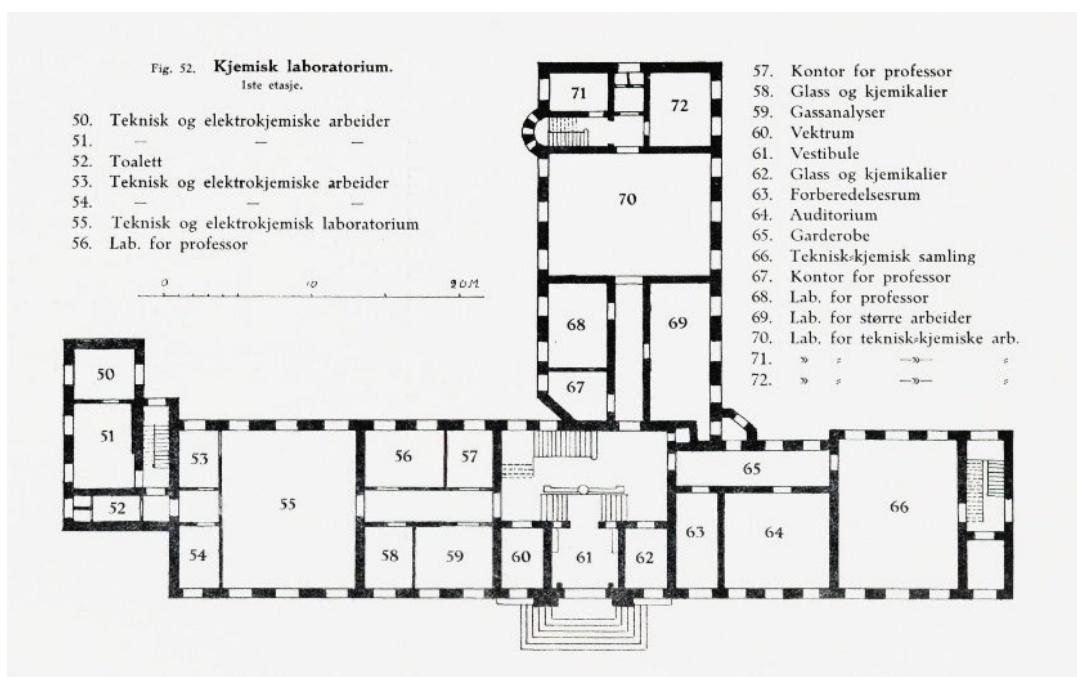 Fig. 52. Kjemisk laboratorium.
1ste etasje.
50. Teknisk og elektrokjemiske arbeider
51. — — —
52. Toalett
53. Teknisk og elektrokjemiske arbeider
54. — — —
55. Teknisk og elektrokjemisk laboratorium
56. Lab. for professor
57. Kontor for professor
58. Glass og kjemikalier
59. Gassanalyser
60. Vektrum
61. Vestibule
62. Glass og kjemikalier
63. Forberedelsesrum
64. Auditorium
65. Garderobe
66. Teknisk-kjemisk samling
67. Kontor for professor
68. Lab. for professor
69. Lab. for større arbeider
70. Lab. for teknisk-kjemiske arb.
71. » - —»— -
72. » - —»— -
0 10 20 M
71
72
70
68
69
67
50
51
52
53
54
55
56
57
58
59
60
61
62
63
64
65
66